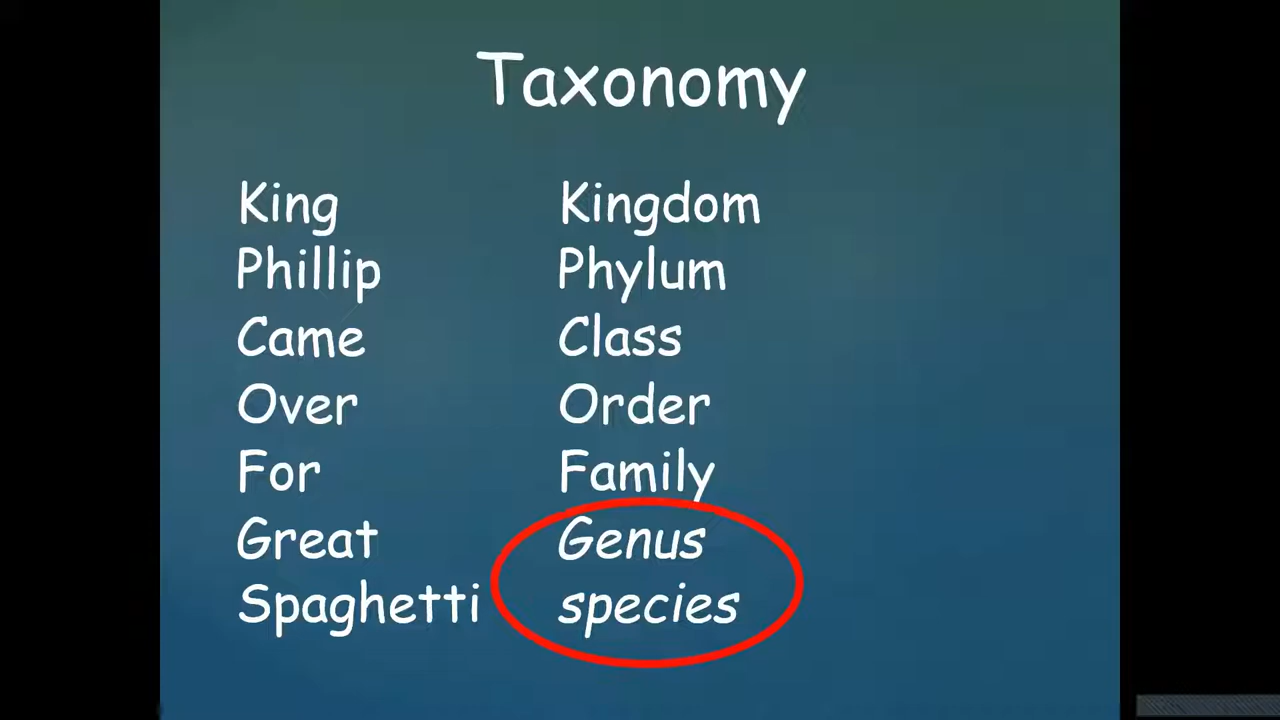 Taxonomy
King Kingdom
Phillip Phylum
Came Class
Over Order
For Family
Great Genus
Spaghetti species